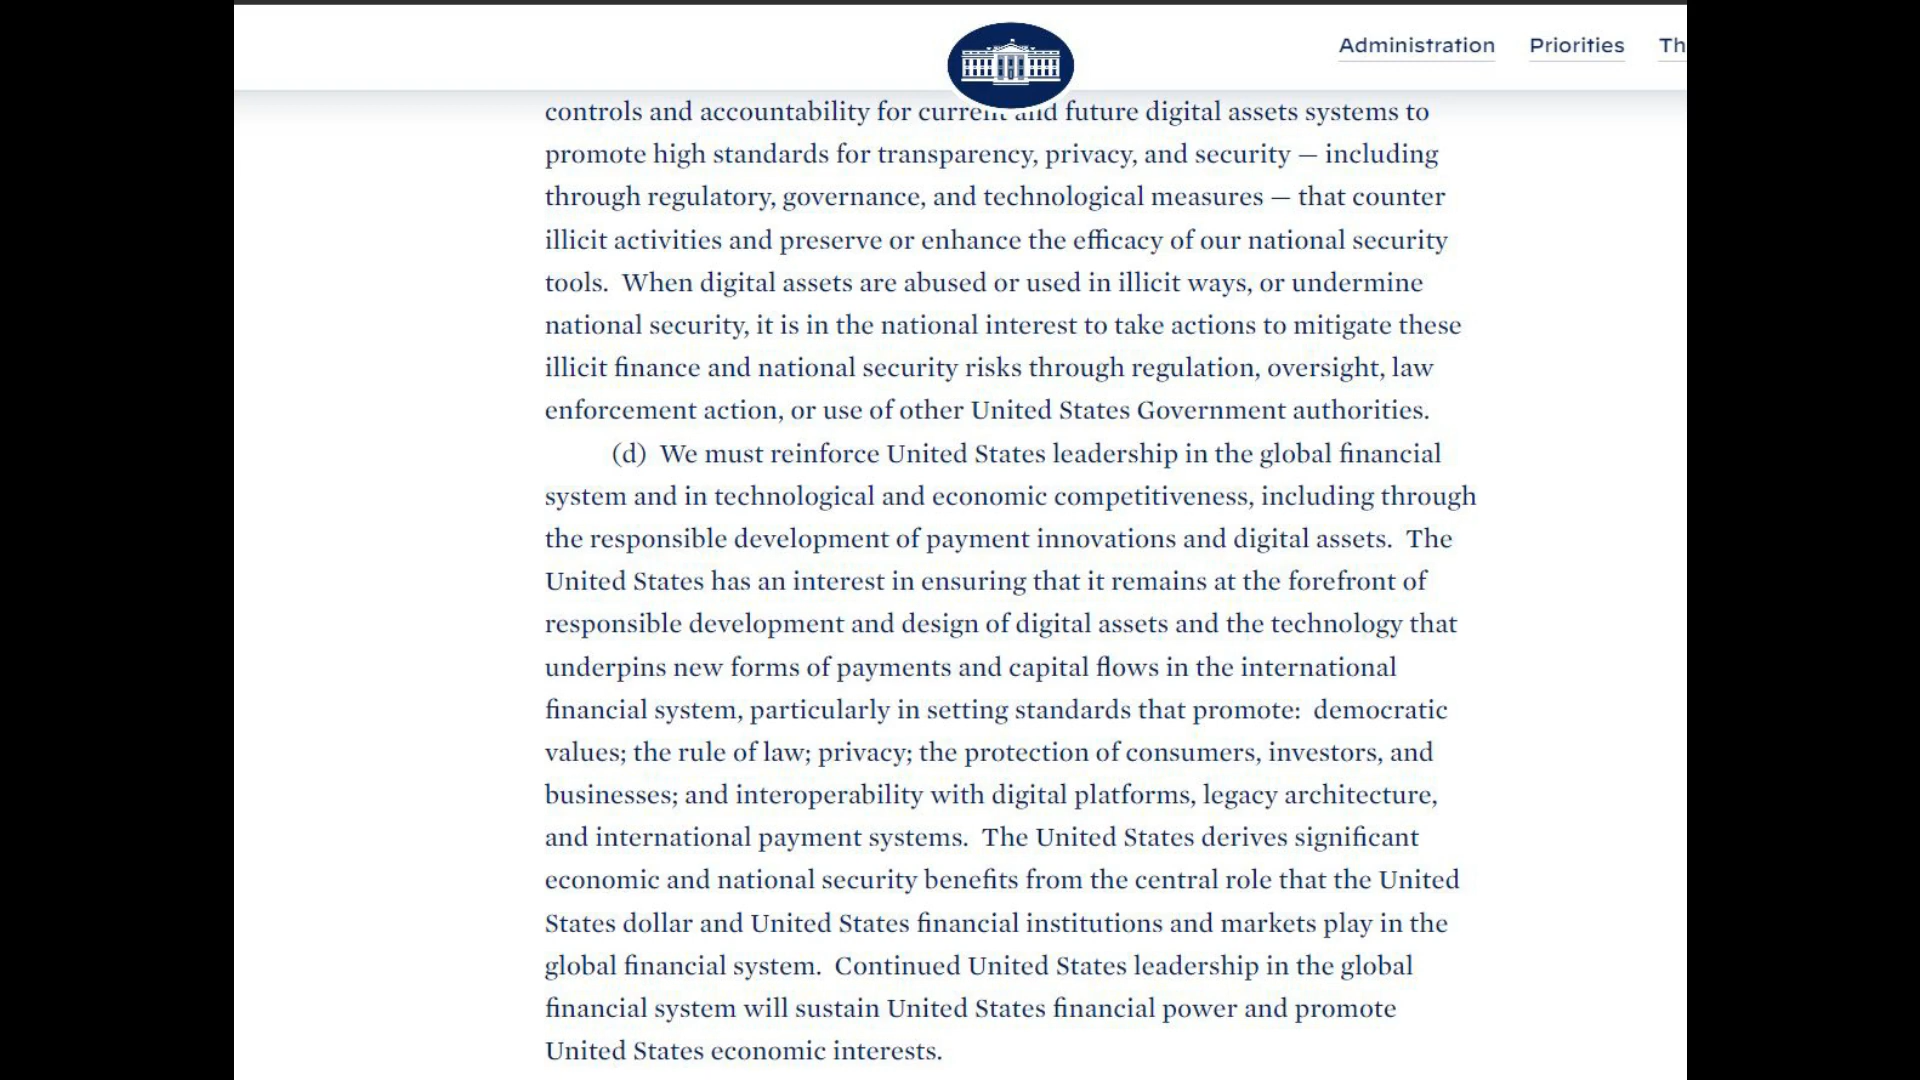 Administration Priorities Th
controls and accountability for current and future digital assets systems to
promote high standards for transparency, privacy, and security — including
through regulatory, governance, and technological measures — that counter
illicit activities and preserve or enhance the efficacy of our national security
tools.  When digital assets are abused or used in illicit ways, or undermine
national security, it is in the national interest to take actions to mitigate these
illicit finance and national security risks through regulation, oversight, law
enforcement action, or use of other United States Government authorities.
(d)  We must reinforce United States leadership in the global financial
system and in technological and economic competitiveness, including through
the responsible development of payment innovations and digital assets.  The
United States has an interest in ensuring that it remains at the forefront of
responsible development and design of digital assets and the technology that
underpins new forms of payments and capital flows in the international
financial system, particularly in setting standards that promote:  democratic
values; the rule of law; privacy; the protection of consumers, investors, and
businesses; and interoperability with digital platforms, legacy architecture,
and international payment systems.  The United States derives significant
economic and national security benefits from the central role that the United
States dollar and United States financial institutions and markets play in the
global financial system.  Continued United States leadership in the global
financial system will sustain United States financial power and promote
United States economic interests.